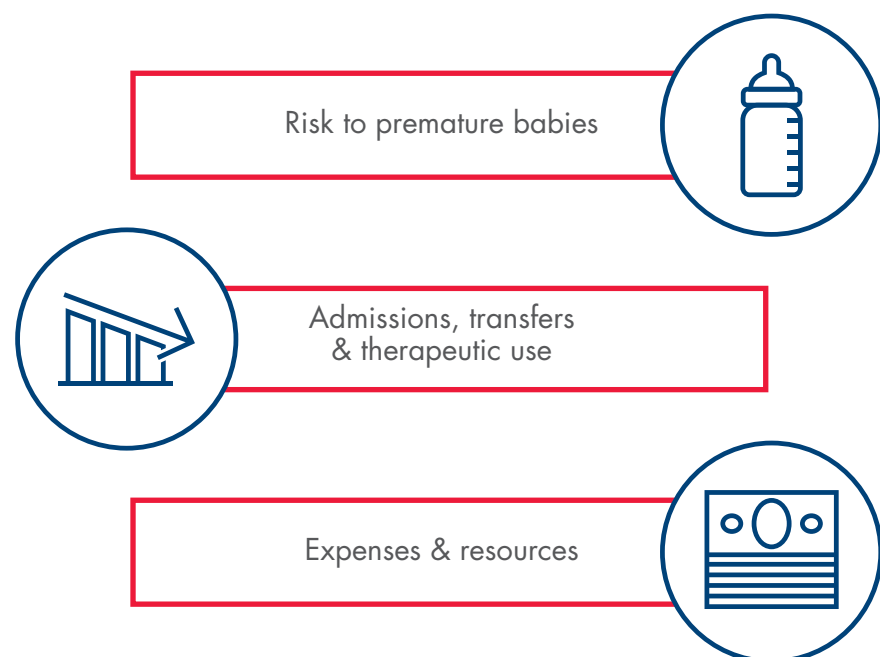 Risk to premature babies
Admissions, transfers
& therapeutic use
Expenses & resources